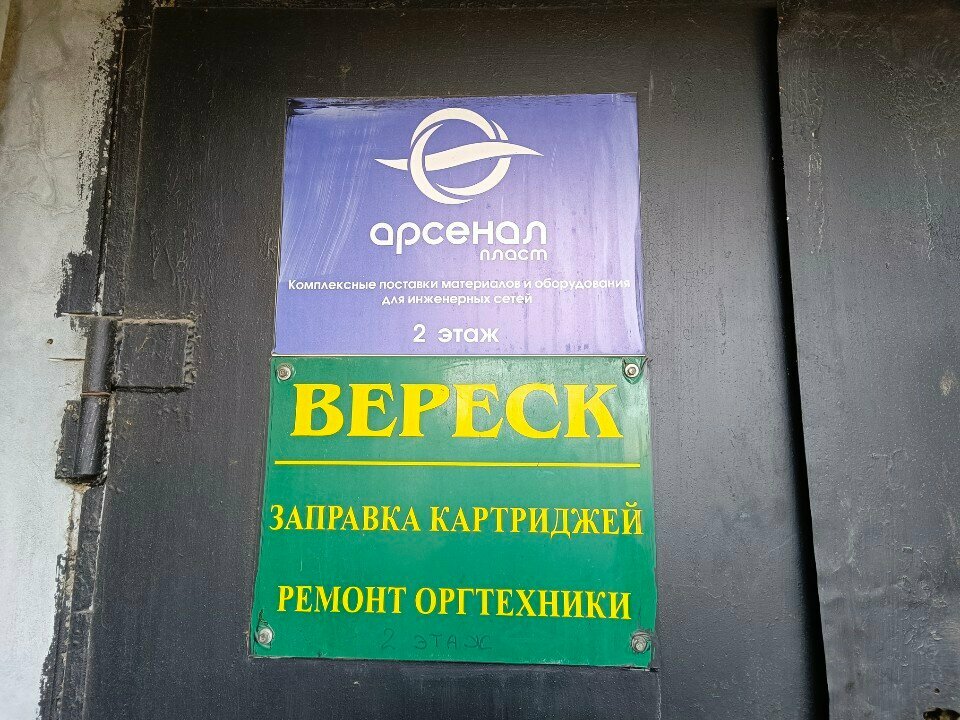 арсенал
пласт
Комплексные поставки материалов и оборудования
для инженерных сетей
2 этаж
ВЕРЕСК
ЗАПРАВКА КАРТРИДЖЕЙ
РЕМОНТ ОРГТЕХНИКИ
2 ЭТАЖ